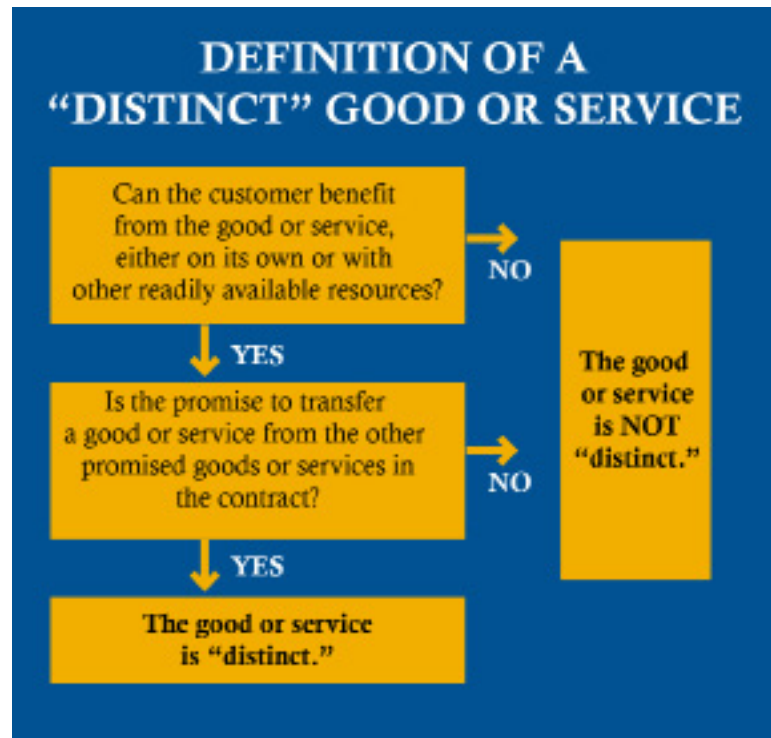 DEFINITION OF A
“DISTINCT” GOOD OR SERVICE
Can the customer benefit
from the good or service,
either on its own or with
other readily available resources?
NO
YES
Is the promise to transfer
a good or service from the other
promised goods or services in
the contract?
NO
YES
The good or service
is “distinct.”
The good
or service
is NOT
“distinct.”